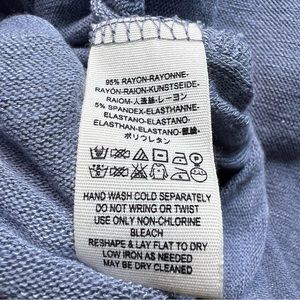 95% RAYON-RAYONNE-
RAYÓN-RAION-KUNSTSEIDE-
RAIOM-人造絲-レーヨン
5% SPANDEX-ELASTHANNE-
ELASTANO-ELASTANO-
ELASTHAN-ELASTANO-
ポリウレタン
HAND WASH COLD SEPARATELY
DO NOT WRING OR TWIST
USE ONLY NON-CHLORINE
BLEACH
RESHAPE & LAY FLAT TO DRY
LOW IRON AS NEEDED
MAY BE DRY CLEANED